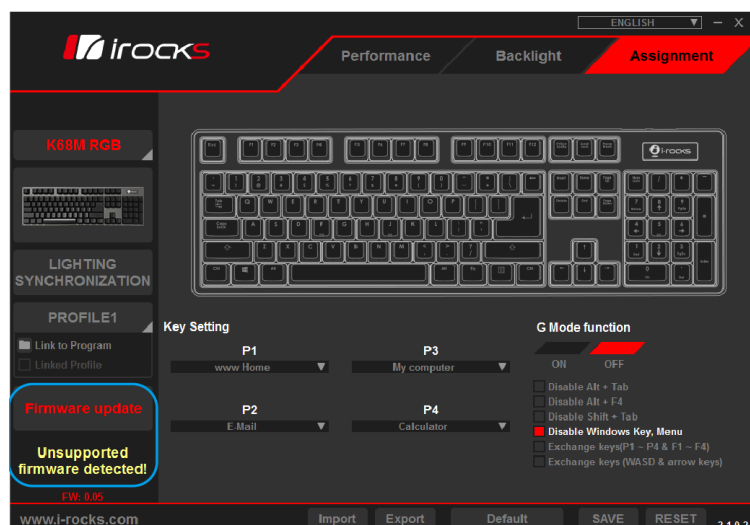 ENGLISH
irocks
Performance
Backlight
Assignment
K68M RGB
i-rocks
LIGHTING
SYNCHRONIZATION
PROFILE1
Link to Program
Linked Profile
Firmware update
Unsupported
firmware detected!
FW: 0.05
www.i-rocks.com
Key Setting
P1
www Home
P3
My computer
P2
E-Mail
P4
Calculator
G Mode function
ON OFF
Disable Alt + Tab
Disable Alt + F4
Disable Shift + Tab
Disable Windows Key, Menu
Exchange keys(P1 ~ P4 & F1 ~ F4)
Exchange keys (WASD & arrow keys)
Import
Export
Default
SAVE
RESET